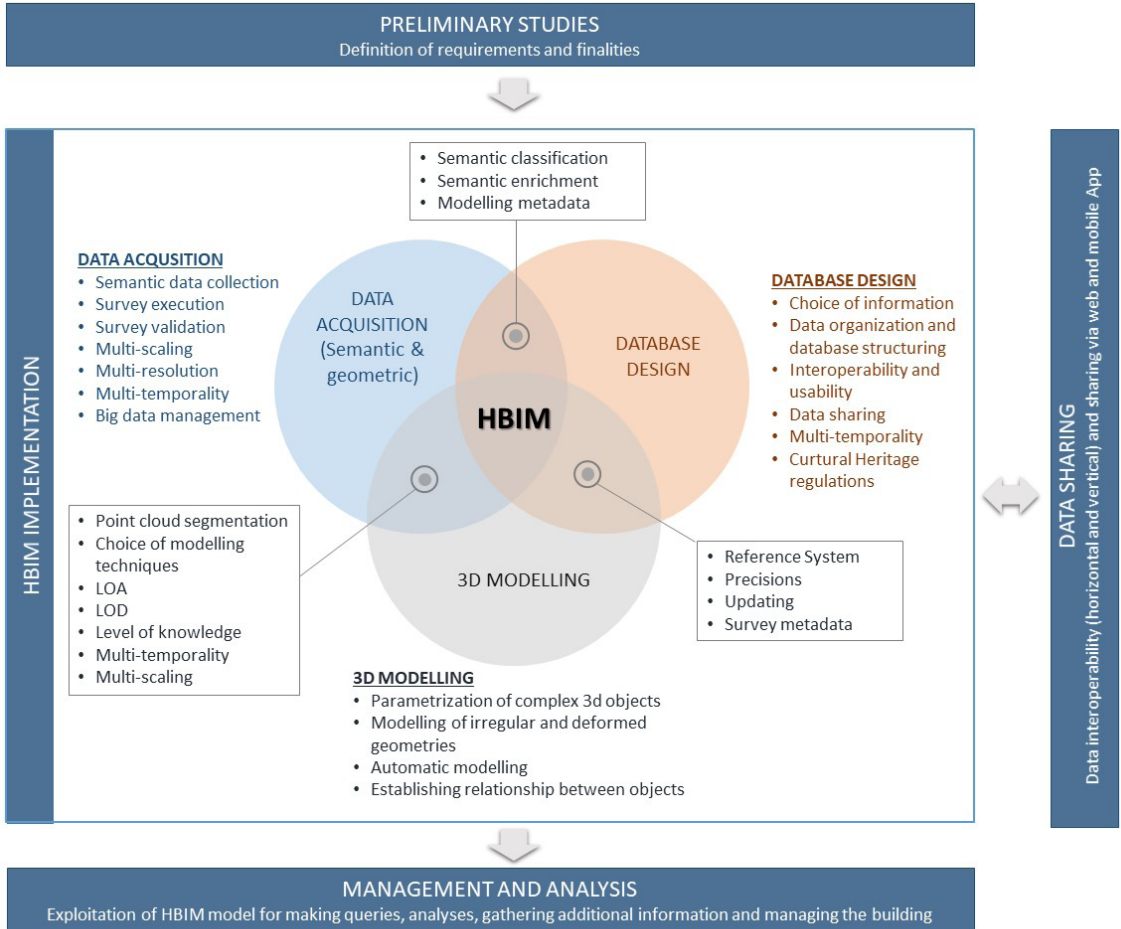 PRELIMINARY STUDIES
Definition of requirements and finalities
HBIM IMPLEMENTATION
• Semantic classification
• Semantic enrichment
• Modelling metadata
DATA ACQUSITION
• Semantic data collection
• Survey execution
• Survey validation
• Multi-scaling
• Multi-resolution
• Multi-temporality
• Big data management
DATA
ACQUISITION
(Semantic &
geometric)
DATABASE
DESIGN
HBIM
3D MODELLING
DATABASE DESIGN
• Choice of information
• Data organization and
database structuring
• Interoperability and
usability
• Data sharing
• Multi-temporality
• Curtural Heritage
regulations
• Point cloud segmentation
• Choice of modelling
techniques
• LOA
• LOD
• Level of knowledge
• Multi-temporality
• Multi-scaling
• Reference System
• Precisions
• Updating
• Survey metadata
3D MODELLING
• Parametrization of complex 3d objects
• Modelling of irregular and deformed
geometries
• Automatic modelling
• Establishing relationship between objects
DATA SHARING
Data interoperability (horizontal and vertical) and sharing via web and mobile App
MANAGEMENT AND ANALYSIS
Exploitation of HBIM model for making queries, analyses, gathering additional information and managing the building